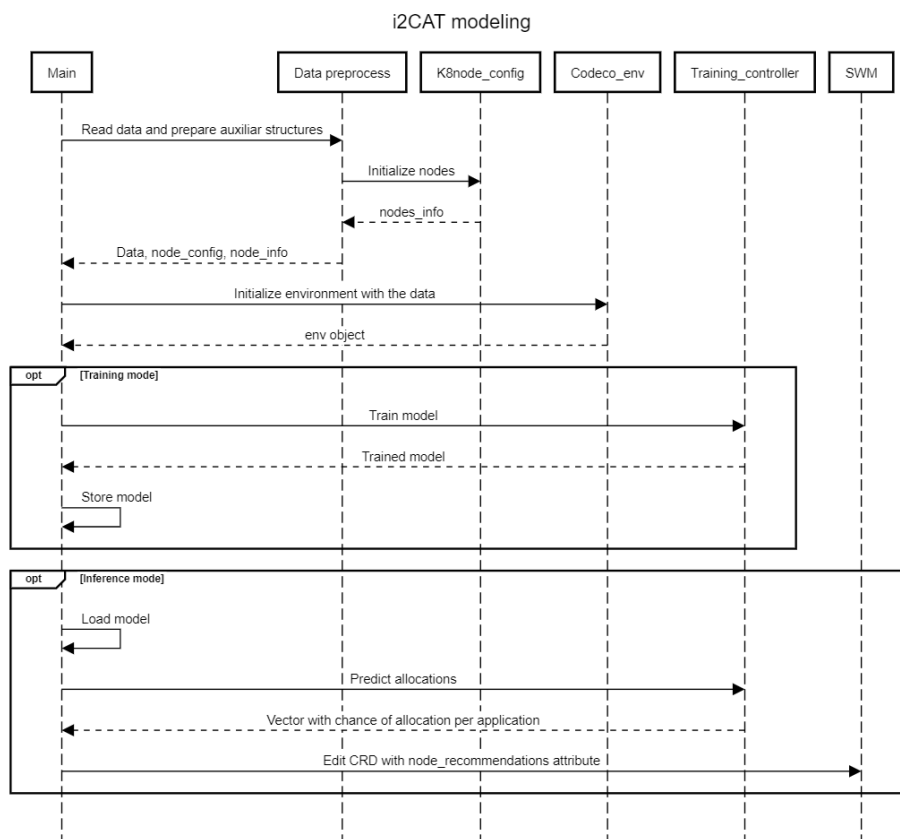 i2CAT modeling
Main
Data preprocess
K8node_config
Codeco_env
Training_controller
SWM
Read data and prepare auxiliar structures
Initialize nodes
nodes_info
Data, node_config, node_info
Initialize environment with the data
env object
opt
[Training mode]
Train model
Trained model
Store model
opt
[Inference mode]
Load model
Predict allocations
Vector with chance of allocation per application
Edit CRD with node_recommendations attribute